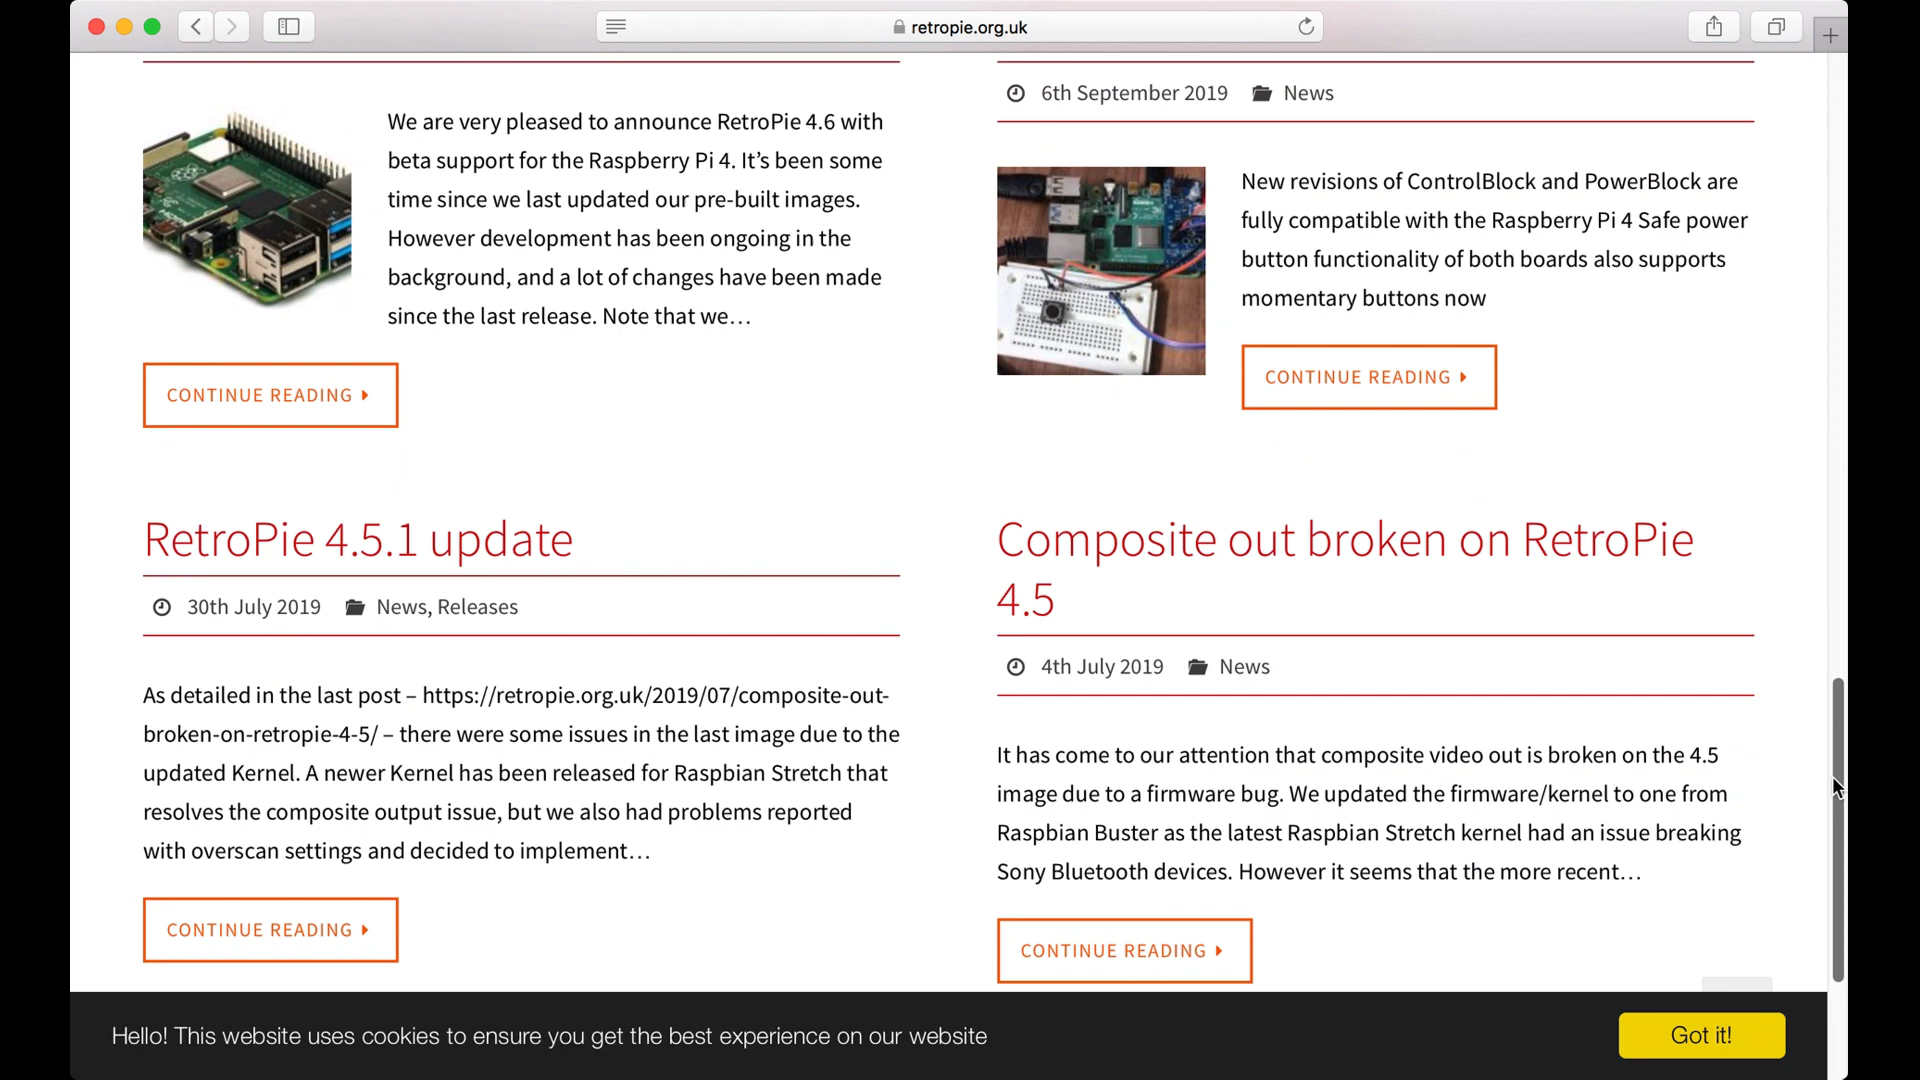 retropie.org.uk
We are very pleased to announce RetroPie 4.6 with
beta support for the Raspberry Pi 4. It’s been some
time since we last updated our pre-built images.
However development has been ongoing in the
background, and a lot of changes have been made
since the last release. Note that we…
CONTINUE READING
6th September 2019 News
New revisions of ControlBlock and PowerBlock are
fully compatible with the Raspberry Pi 4 Safe power
button functionality of both boards also supports
momentary buttons now
CONTINUE READING
RetroPie 4.5.1 update
30th July 2019 News, Releases
As detailed in the last post – https://retropie.org.uk/2019/07/composite-out-
broken-on-retropie-4-5/ – there were some issues in the last image due to the
updated Kernel. A newer Kernel has been released for Raspbian Stretch that
resolves the composite output issue, but we also had problems reported
with overscan settings and decided to implement…
CONTINUE READING
Composite out broken on RetroPie
4.5
4th July 2019 News
It has come to our attention that composite video out is broken on the 4.5
image due to a firmware bug. We updated the firmware/kernel to one from
Raspbian Buster as the latest Raspbian Stretch kernel had an issue breaking
Sony Bluetooth devices. However it seems that the more recent…
CONTINUE READING
Hello! This website uses cookies to ensure you get the best experience on our website
Got it!